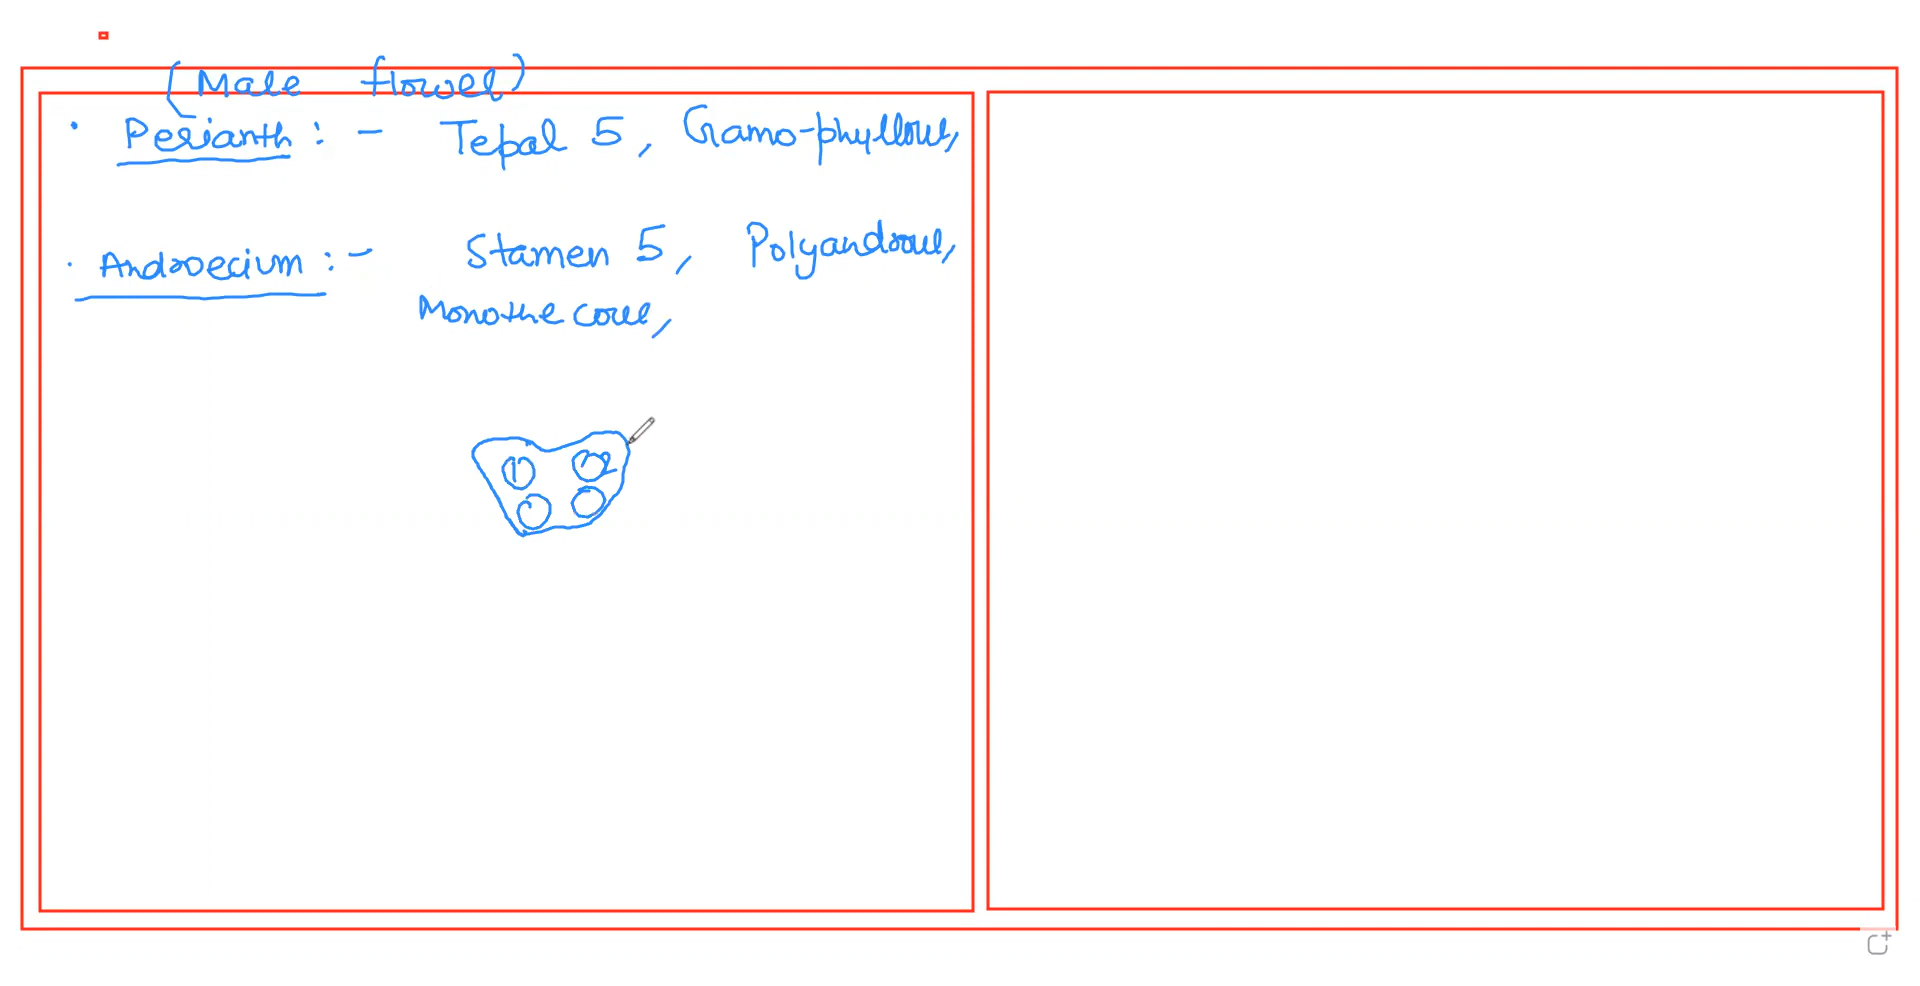 (Male flower)
• Perianth :- Tepal 5, Gamo-phyllous,
• Androecium :- Stamen 5, Polyandrous,
Monothecous,
1 2